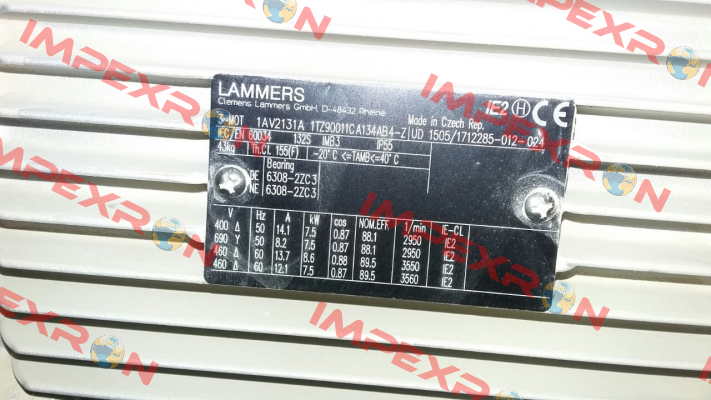 LAMMERS
Clemens Lammers GmbH, D-48432 Rheine
IE2 H CE
3~MOT 1AV2131A 1TZ90011CA134AB4-Z UD 1505/1712285-012-024
Made in Czech Rep.
IEC/EN 60034 132S IMB3 IP55
43kg Th.CL 155(F) -20°C <=TAMB<=40°C
Bearing
DE 6308-2ZC3
NE 6308-2ZC3
V Hz A kW cos NOM.EFF 1/min IE-CL
400 Δ 50 14.1 7.5 0.87 88.1 2950 IE2
690 Y 50 8.2 7.5 0.87 88.1 2950 IE2
460 Δ 60 13.7 8.6 0.88 89.5 3550 IE2
460 Δ 60 12.1 7.5 0.87 89.5 3560 IE2
IMPEXRON
IMPEXRON
IMPEXRON
IMPEXRON
IMPEXRON